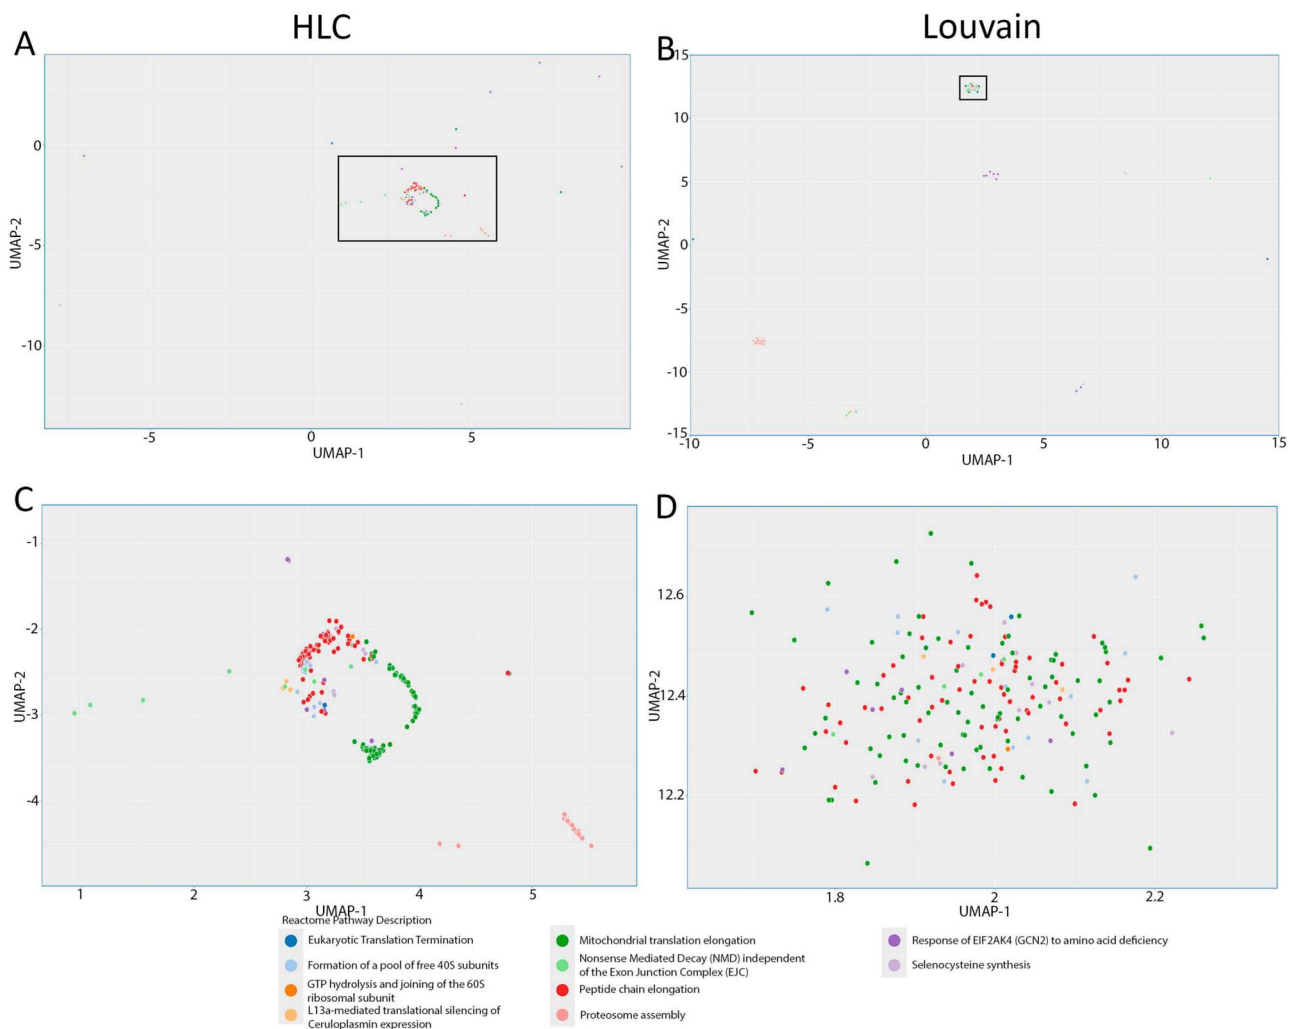 HLC
Louvain
A
0
-5
-10
UMAP-2
-5
0
5
UMAP-1
B
15
10
5
0
-5
-10
-15
UMAP-2
-10
-5
0
5
10
15
UMAP-1
C
-1
-2
-3
-4
UMAP-2
1
2
3
4
5
UMAP-1
D
12.6
12.4
12.2
UMAP-2
1.8
2
2.2
UMAP-1
Reactome Pathway Description
Eukaryotic Translation Termination
Formation of a pool of free 40S subunits
GTP hydrolysis and joining of the 60S
ribosomal subunit
L13a-mediated translational silencing of
Ceruloplasmin expression
Mitochondrial translation elongation
Nonsense Mediated Decay (NMD) independent
of the Exon Junction Complex (EJC)
Peptide chain elongation
Proteosome assembly
Response of EIF2AK4 (GCN2) to amino acid deficiency
Selenocysteine synthesis